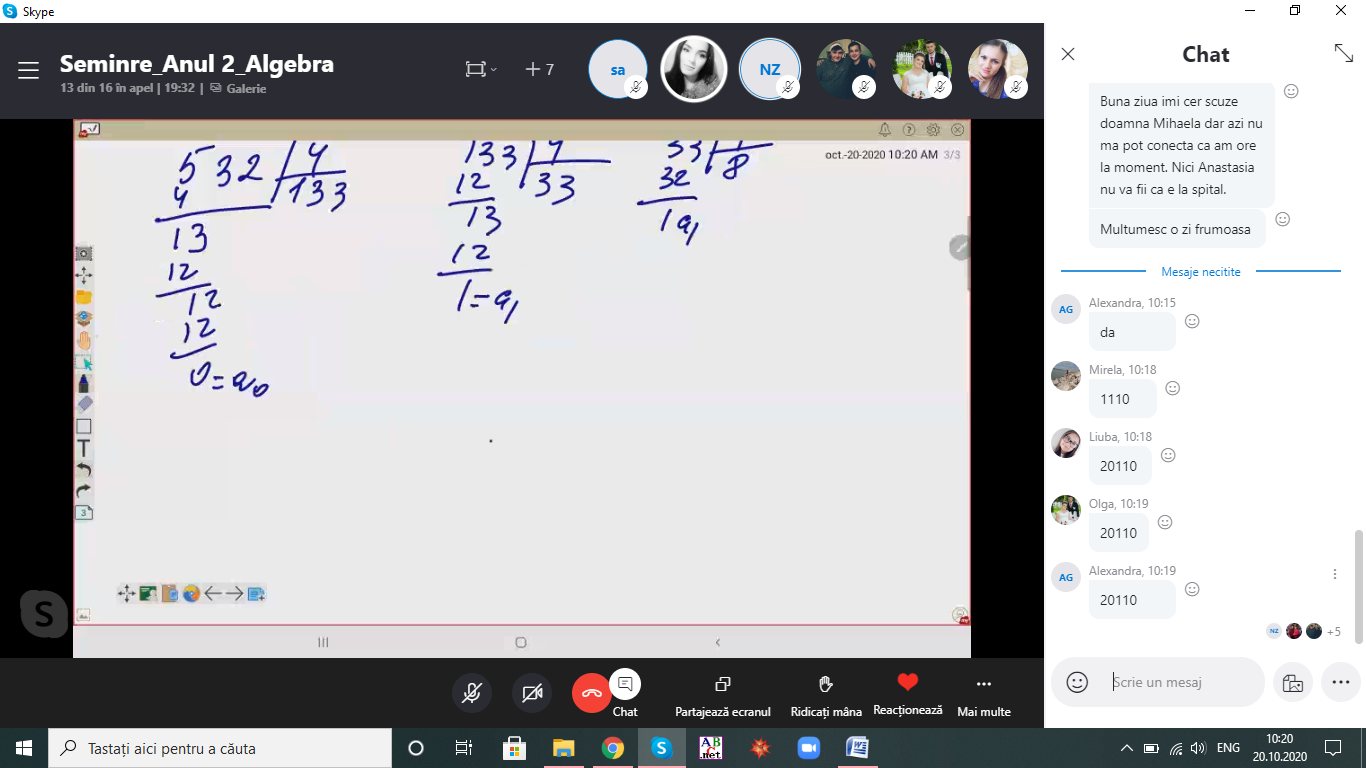 Skype
Seminre_Anul 2_Algebra
13 din 16 în apel | 19:32 | Galerie
+ 7
sa
NZ
Chat
Buna ziua imi cer scuze
doamna Mihaela dar azi nu
ma pot conecta ca am ore
la moment. Nici Anastasia
nu va fii ca e la spital.
Multumesc o zi frumoasa
Mesaje necitite
AG
Alexandra, 10:15
da
Mirela, 10:18
1110
Liuba, 10:18
20110
Olga, 10:19
20110
AG
Alexandra, 10:19
20110
NZ
+5
Scrie un mesaj
oct.-20-2020 10:20 AM 3/3
532 4
4 133
13
12
12
12
0=a0
133 4
12 33
13
12
1=a1
33
32 8
1 a1
T
3
S
Chat
Partajează ecranul
Ridicați mâna
Reacționează
Mai multe
Tastați aici pentru a căuta
ABC
.net
ENG
10:20
20.10.2020